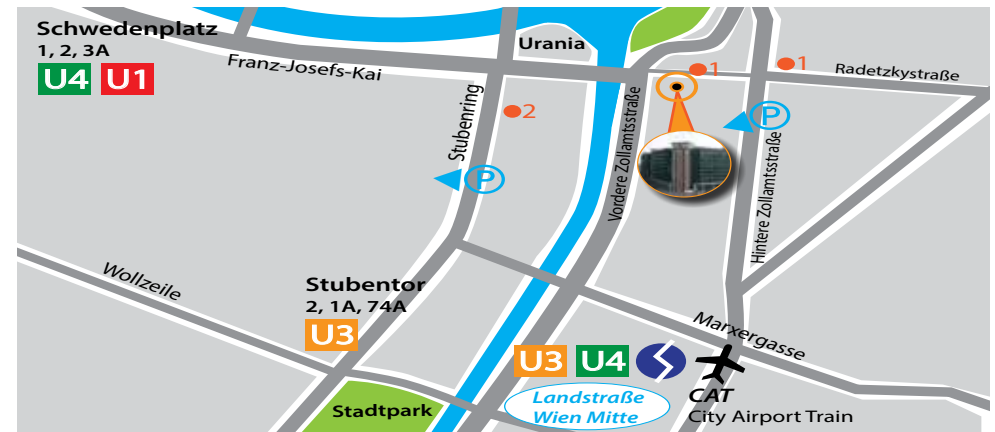 Schwedenplatz
1, 2, 3A
U4 U1
Franz-Josefs-Kai
Urania
1
1
Radetzkystraße
2
Stubenring
P
P
Vordere Zollamtsstraße
Hintere Zollamtsstraße
Wollzeile
Stubentor
2, 1A, 74A
U3
Marxergasse
U3 U4
Landstraße
Wien Mitte
CAT
City Airport Train
Stadtpark